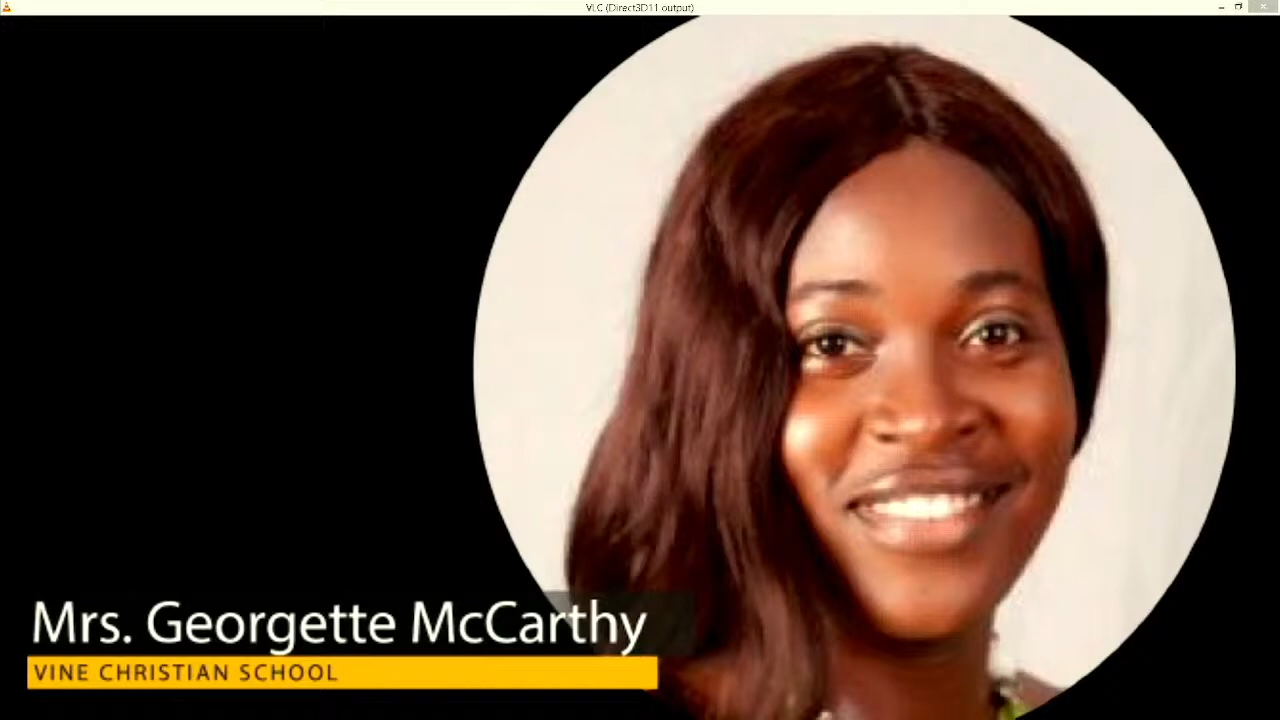 VLC (Direct3D11 output)
Mrs. Georgette McCarthy
VINE CHRISTIAN SCHOOL